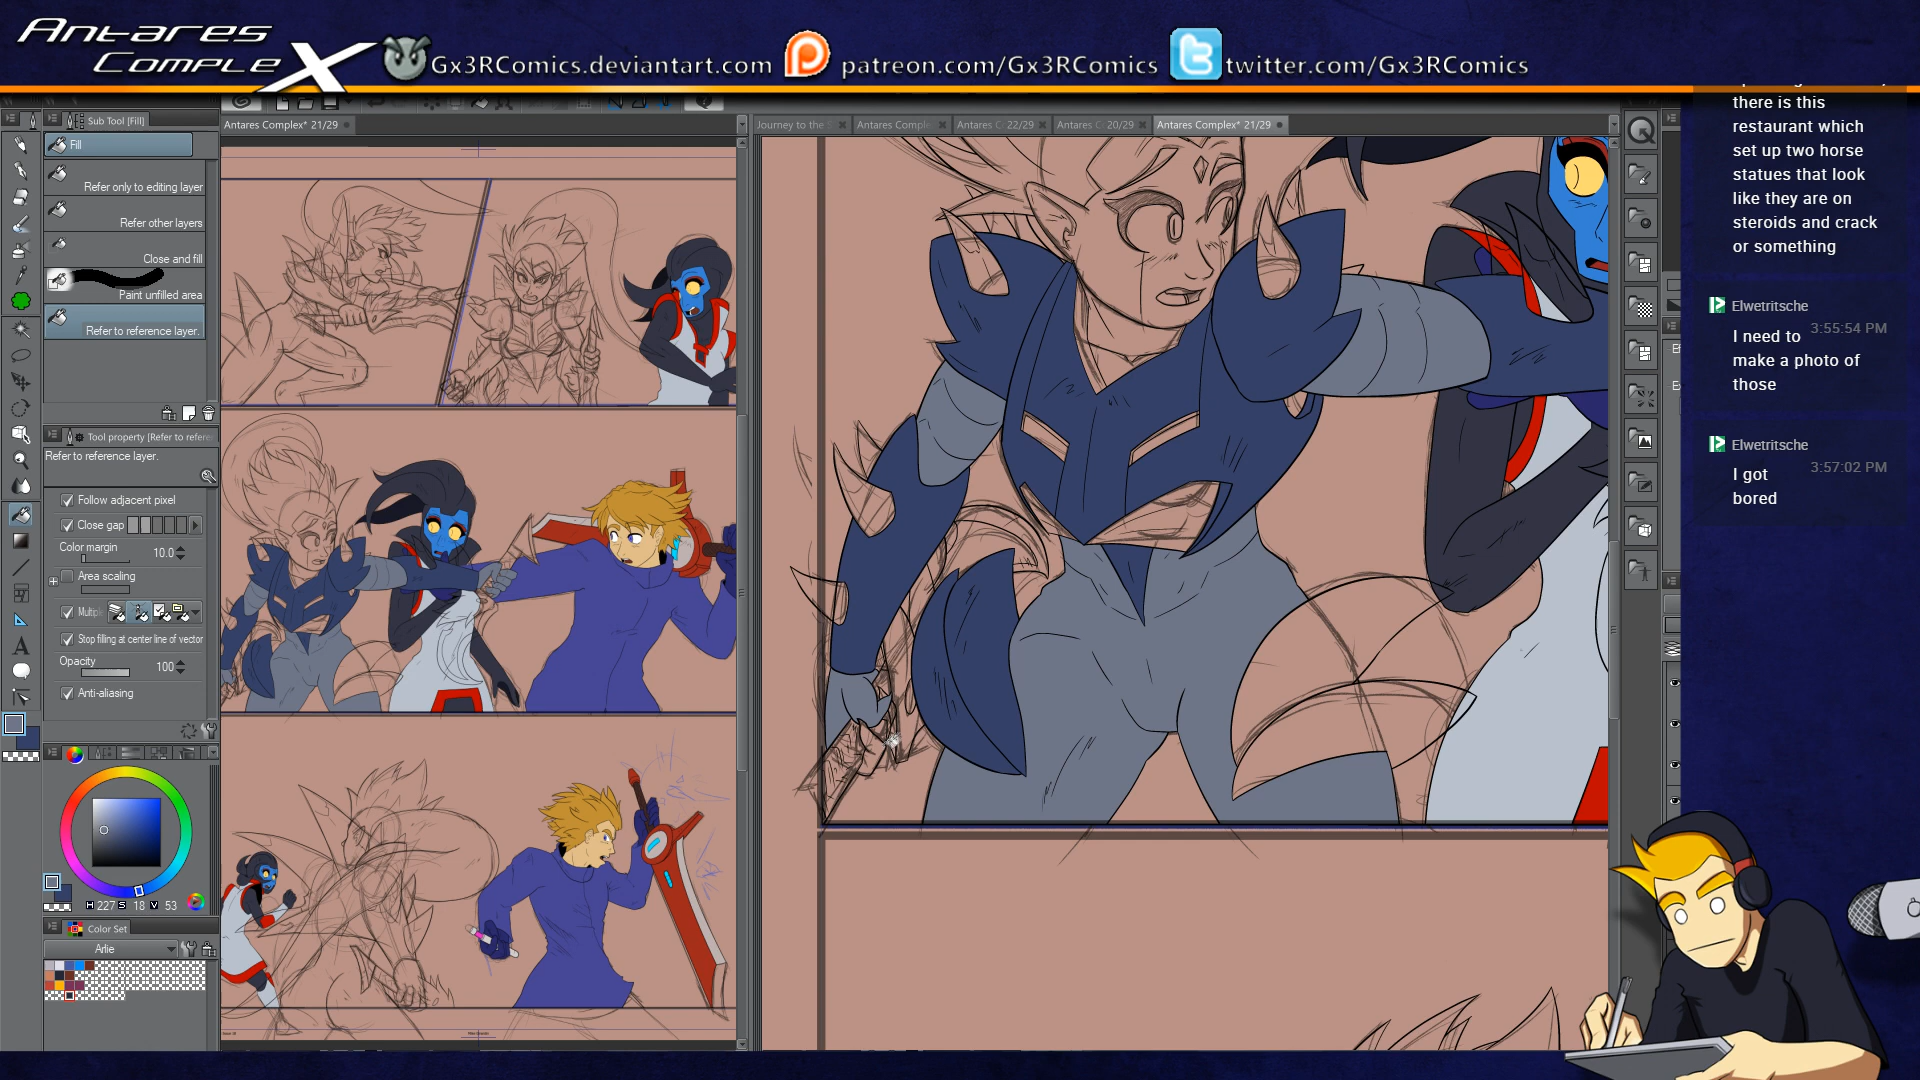 Antares
Complex
Gx3RComics.deviantart.com
patreon.com/Gx3RComics
twitter.com/Gx3RComics
Sub Tool [Fill]
Fill
Refer only to editing layer
Refer other layers
Close and fill
Paint unfilled area
Refer to reference layer.
Tool property [Refer to refere
Refer to reference layer.
Follow adjacent pixel
Close gap
Color margin 10.0
Area scaling
Multiple
Stop filling at center line of vector
Opacity 100
Anti-aliasing
H 227 S 18 V 53
Color Set
Arlie
Antares Complex* 21/29
Journey to the
Antares Comple
Antares C 22/29
Antares C 20/29
Antares Complex* 21/29
there is this
restaurant which
set up two horse
statues that look
like they are on
steroids and crack
or something
Elwetritsche
3:55:54 PM
I need to
make a photo of
those
Elwetritsche
3:57:02 PM
I got
bored